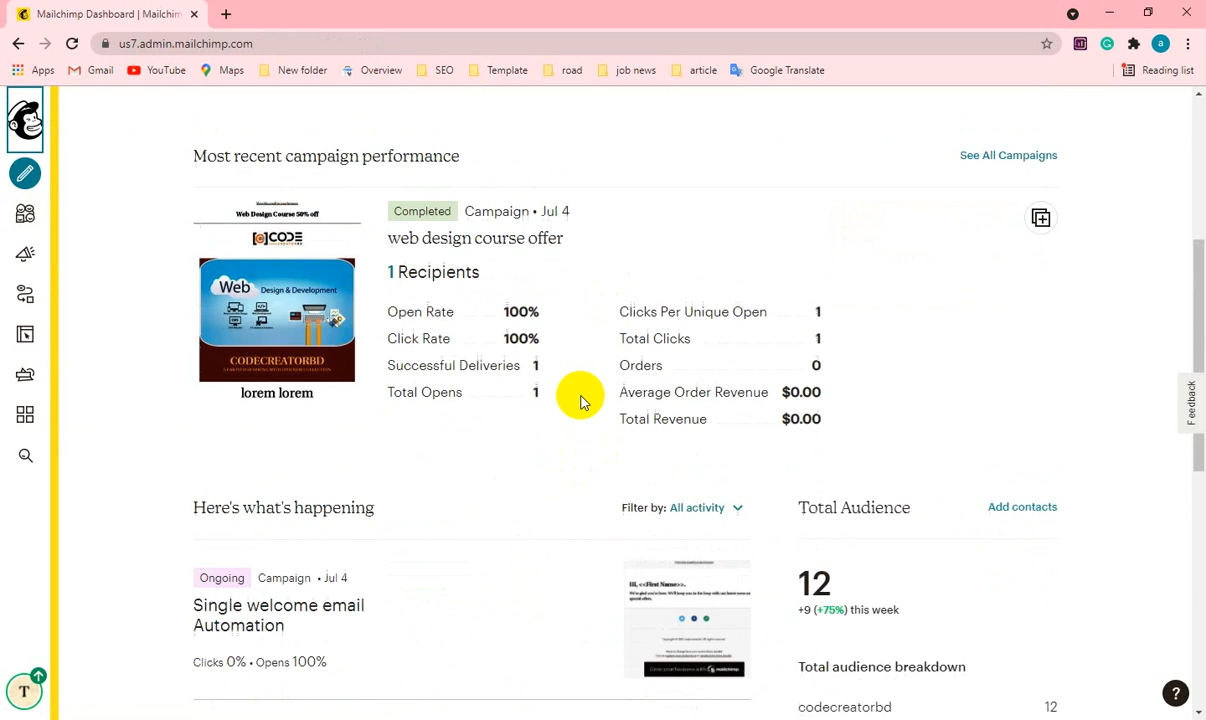 Mailchimp Dashboard | Mailchim
us7.admin.mailchimp.com
Apps Gmail YouTube Maps New folder Overview SEO Template road job news article Google Translate Reading list
Most recent campaign performance
See All Campaigns
Web Design Course 50% off
CODE
Web Design & Development
CODECREATORBD
lorem lorem
Completed Campaign • Jul 4
web design course offer
1 Recipients
Open Rate 100%
Click Rate 100%
Successful Deliveries 1
Total Opens 1
Clicks Per Unique Open 1
Total Clicks 1
Orders 0
Average Order Revenue $0.00
Total Revenue $0.00
Feedback
Here's what's happening
Filter by: All activity
Ongoing Campaign • Jul 4
Single welcome email
Automation
Clicks 0% • Opens 100%
Hi, <<First Name>>.
mailchimp
Total Audience
Add contacts
12
+9 (+75%) this week
Total audience breakdown
codecreatorbd 12
T
?